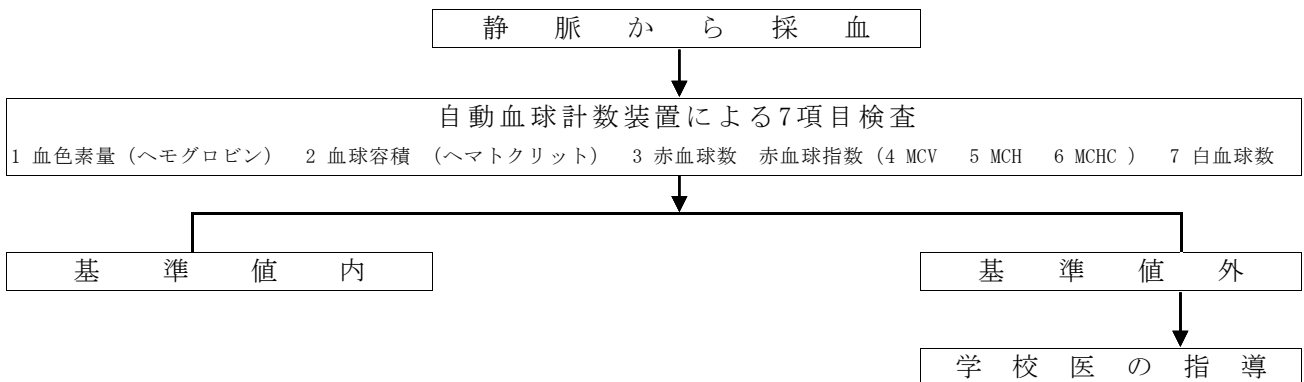 静脈から採血
自動血球計数装置による7項目検査
1 血色素量（ヘモグロビン） 2 血球容積 （ヘマトクリット） 3 赤血球数 赤血球指数（4 MCV 5 MCH 6 MCHC ） 7 白血球数
基準値内
基準値外
学校医の指導